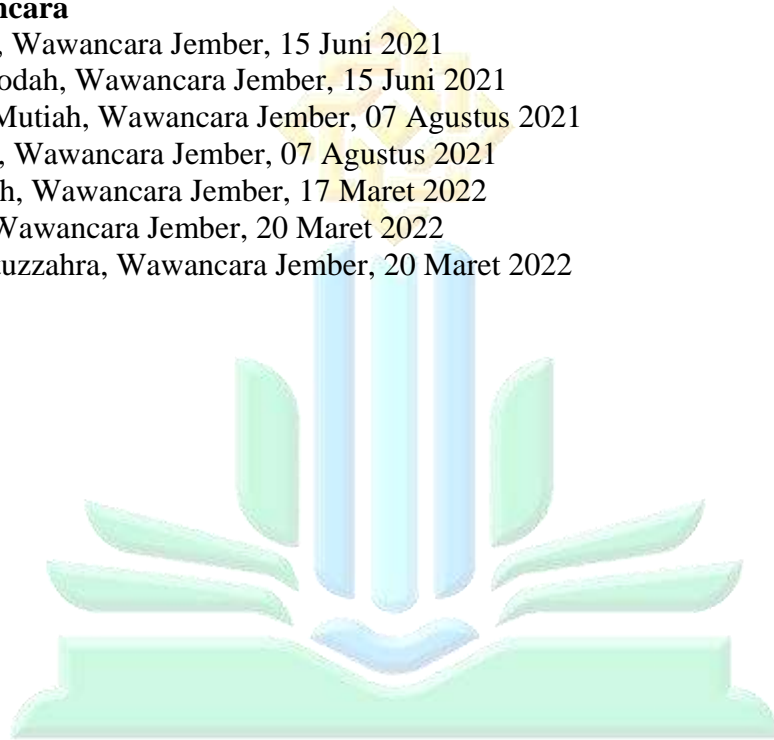 ncara
, Wawancara Jember, 15 Juni 2021
odah, Wawancara Jember, 15 Juni 2021
Mutiah, Wawancara Jember, 07 Agustus 2021
, Wawancara Jember, 07 Agustus 2021
h, Wawancara Jember, 17 Maret 2022
Wawancara Jember, 20 Maret 2022
uzzahra, Wawancara Jember, 20 Maret 2022